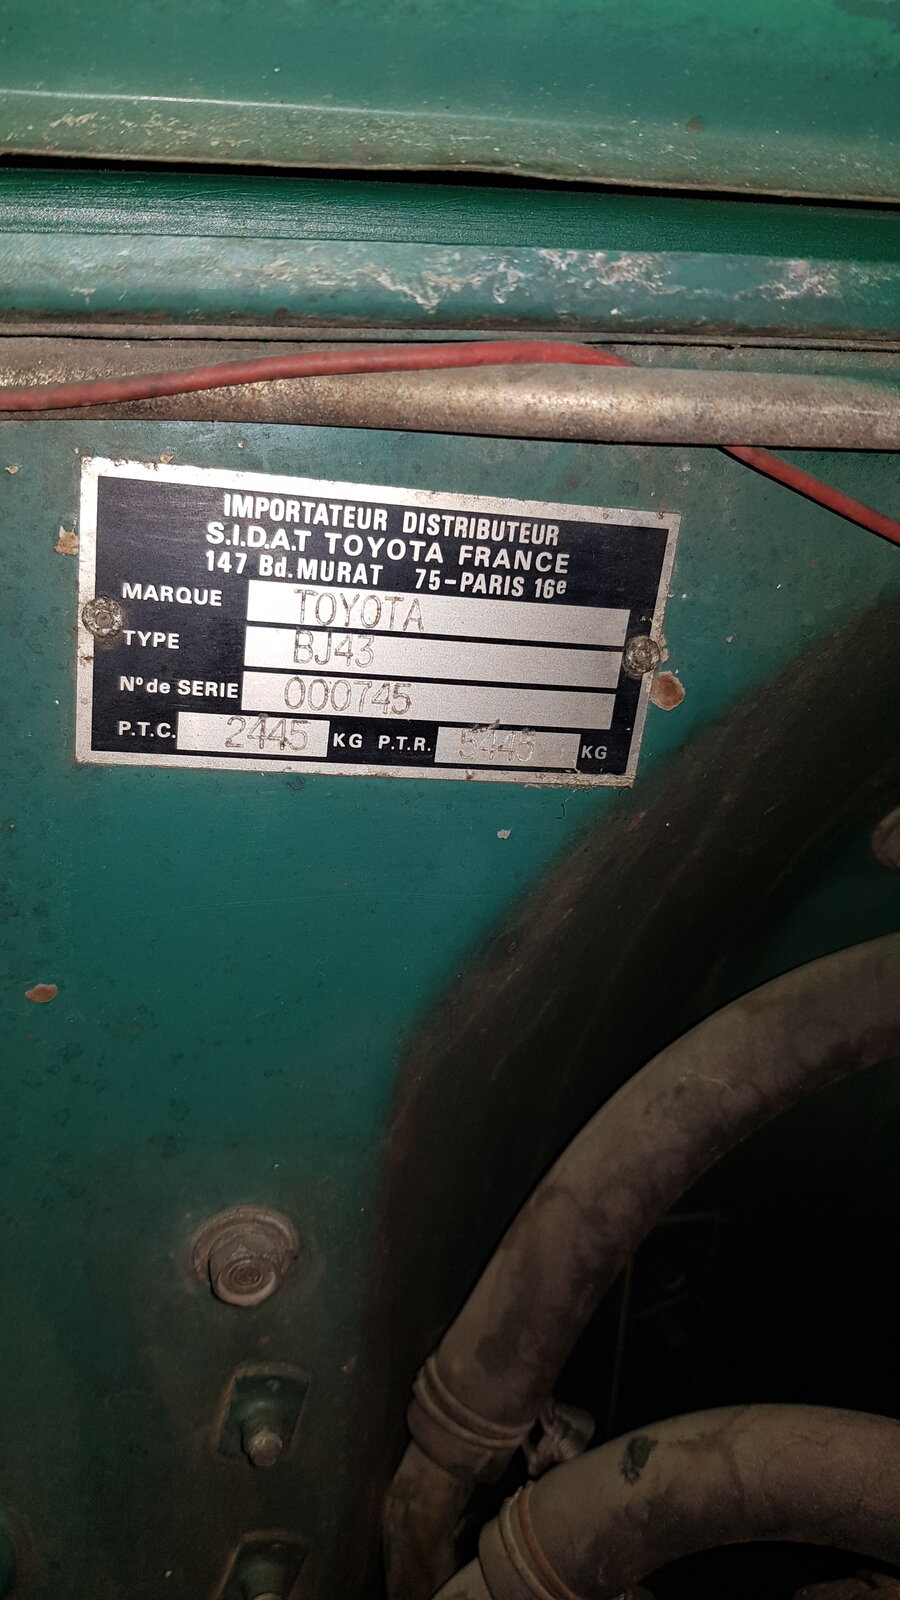 IMPORTATEUR DISTRIBUTEUR
S.I.D.A.T TOYOTA FRANCE
147 Bd.MURAT 75-PARIS 16e
MARQUE TOYOTA
TYPE BJ43
N° de SERIE 000745
P.T.C. 2445 KG P.T.R. 5445 KG